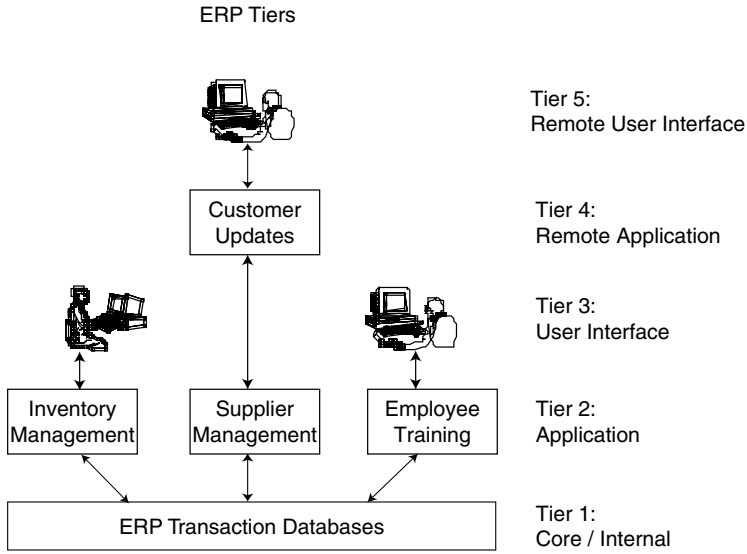 ERP Tiers
Tier 5:
Remote User Interface
Customer
Updates
Tier 4:
Remote Application
Tier 3:
User Interface
Inventory
Management
Supplier
Management
Employee
Training
Tier 2:
Application
ERP Transaction Databases
Tier 1:
Core / Internal